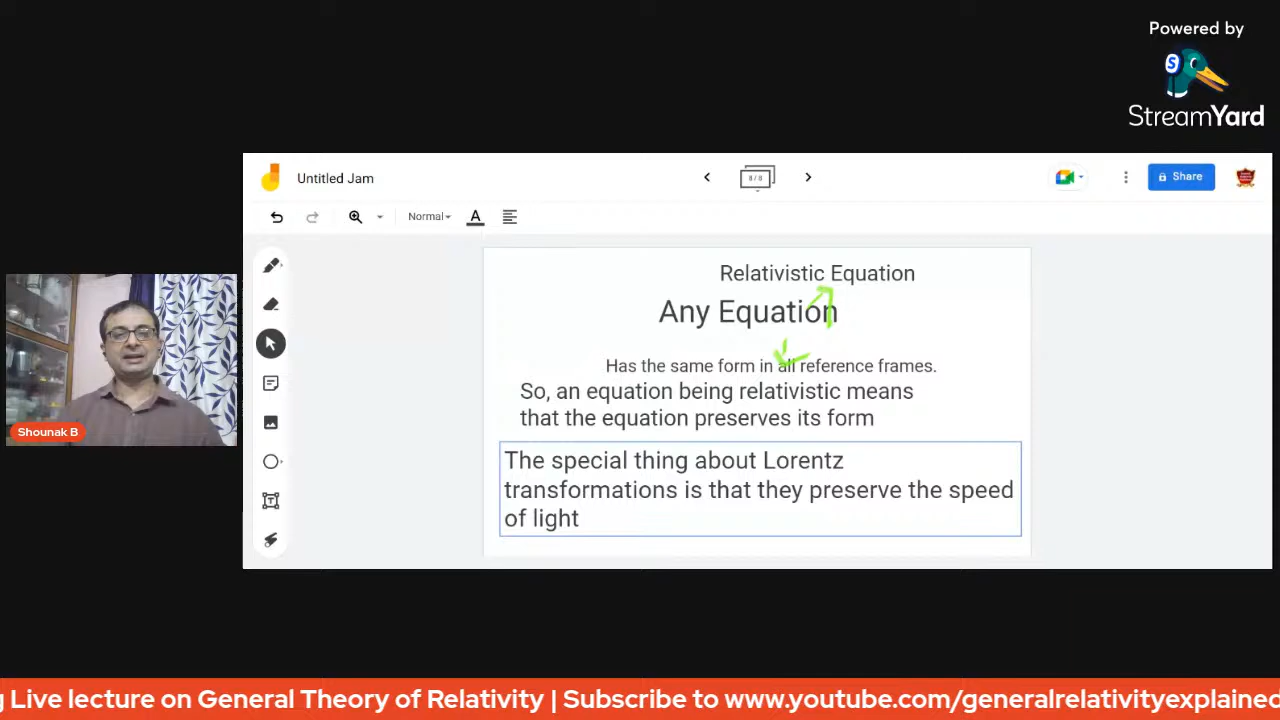 Powered by
StreamYard
Untitled Jam
8 / 8
Share
Normal
A
Relativistic Equation
Any Equation
Has the same form in all reference frames.
So, an equation being relativistic means
that the equation preserves its form
The special thing about Lorentz
transformations is that they preserve the speed
of light
Shounak B
g Live lecture on General Theory of Relativity | Subscribe to www.youtube.com/generalrelativityexplained